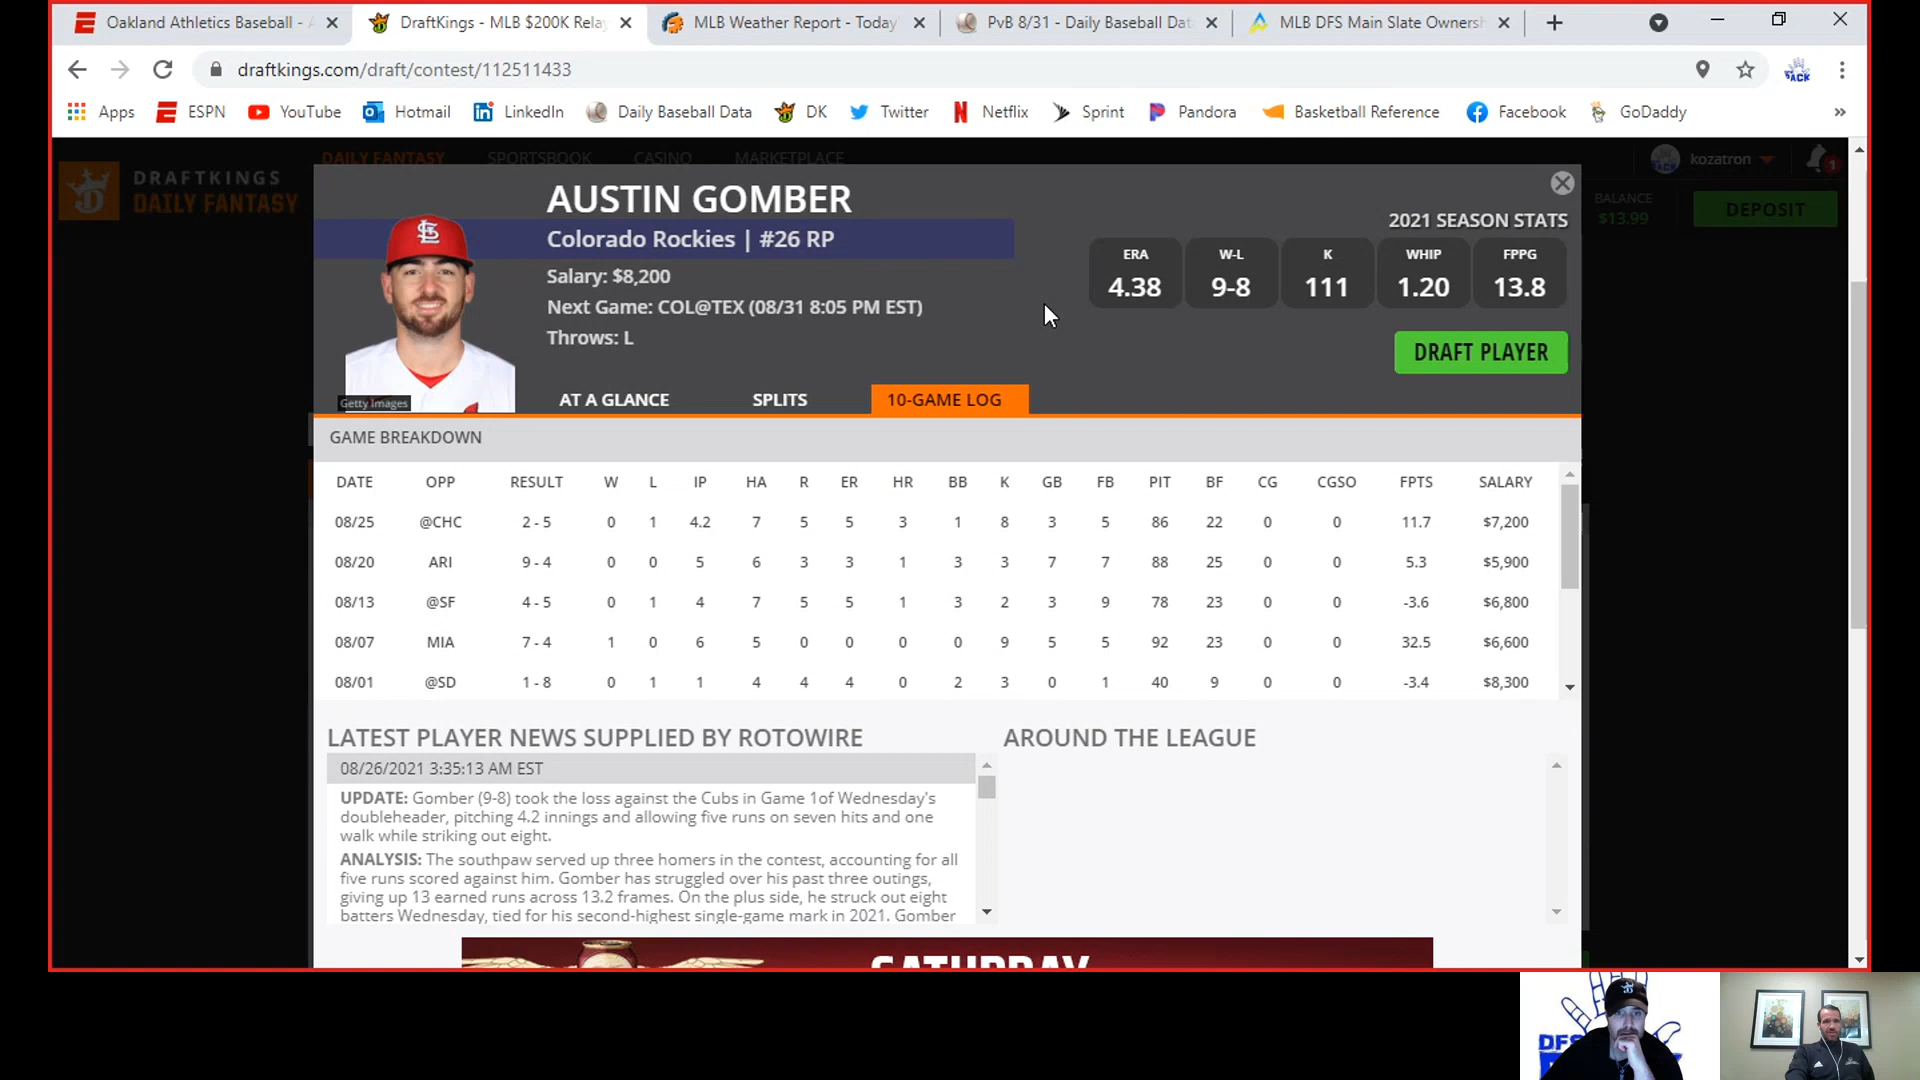 Oakland Athletics Baseball - A
DraftKings - MLB $200K Relay
MLB Weather Report - Today'
PvB 8/31 - Daily Baseball Dat
MLB DFS Main Slate Ownersh
draftkings.com/draft/contest/112511433
Apps ESPN YouTube Hotmail LinkedIn Daily Baseball Data DK Twitter Netflix Sprint Pandora Basketball Reference Facebook GoDaddy »
DAILY FANTASY SPORTSBOOK CASINO MARKETPLACE
kozatron
1
DRAFTKINGS
DAILY FANTASY
BALANCE
$13.99
DEPOSIT
AUSTIN GOMBER
Colorado Rockies | #26 RP
Salary: $8,200
Next Game: COL@TEX (08/31 8:05 PM EST)
Throws: L
Getty Images
2021 SEASON STATS
ERA W-L K WHIP FPPG
4.38 9-8 111 1.20 13.8
DRAFT PLAYER
AT A GLANCE SPLITS 10-GAME LOG
GAME BREAKDOWN
DATE OPP RESULT W L IP HA R ER HR BB K GB FB PIT BF CG CGSO FPTS SALARY
08/25 @CHC 2 - 5 0 1 4.2 7 5 5 3 1 8 3 5 86 22 0 0 11.7 $7,200
08/20 ARI 9 - 4 0 0 5 6 3 3 1 3 3 7 7 88 25 0 0 5.3 $5,900
08/13 @SF 4 - 5 0 1 4 7 5 5 1 3 2 3 9 78 23 0 0 -3.6 $6,800
08/07 MIA 7 - 4 1 0 6 5 0 0 0 0 9 5 5 92 23 0 0 32.5 $6,600
08/01 @SD 1 - 8 0 1 1 4 4 4 0 2 3 0 1 40 9 0 0 -3.4 $8,300
LATEST PLAYER NEWS SUPPLIED BY ROTOWIRE
08/26/2021 3:35:13 AM EST
UPDATE: Gomber (9-8) took the loss against the Cubs in Game 1of Wednesday's
doubleheader, pitching 4.2 innings and allowing five runs on seven hits and one
walk while striking out eight.
ANALYSIS: The southpaw served up three homers in the contest, accounting for all
five runs scored against him. Gomber has struggled over his past three outings,
giving up 13 earned runs across 13.2 frames. On the plus side, he struck out eight
batters Wednesday, tied for his second-highest single-game mark in 2021. Gomber
AROUND THE LEAGUE
SATURDAY
DFS